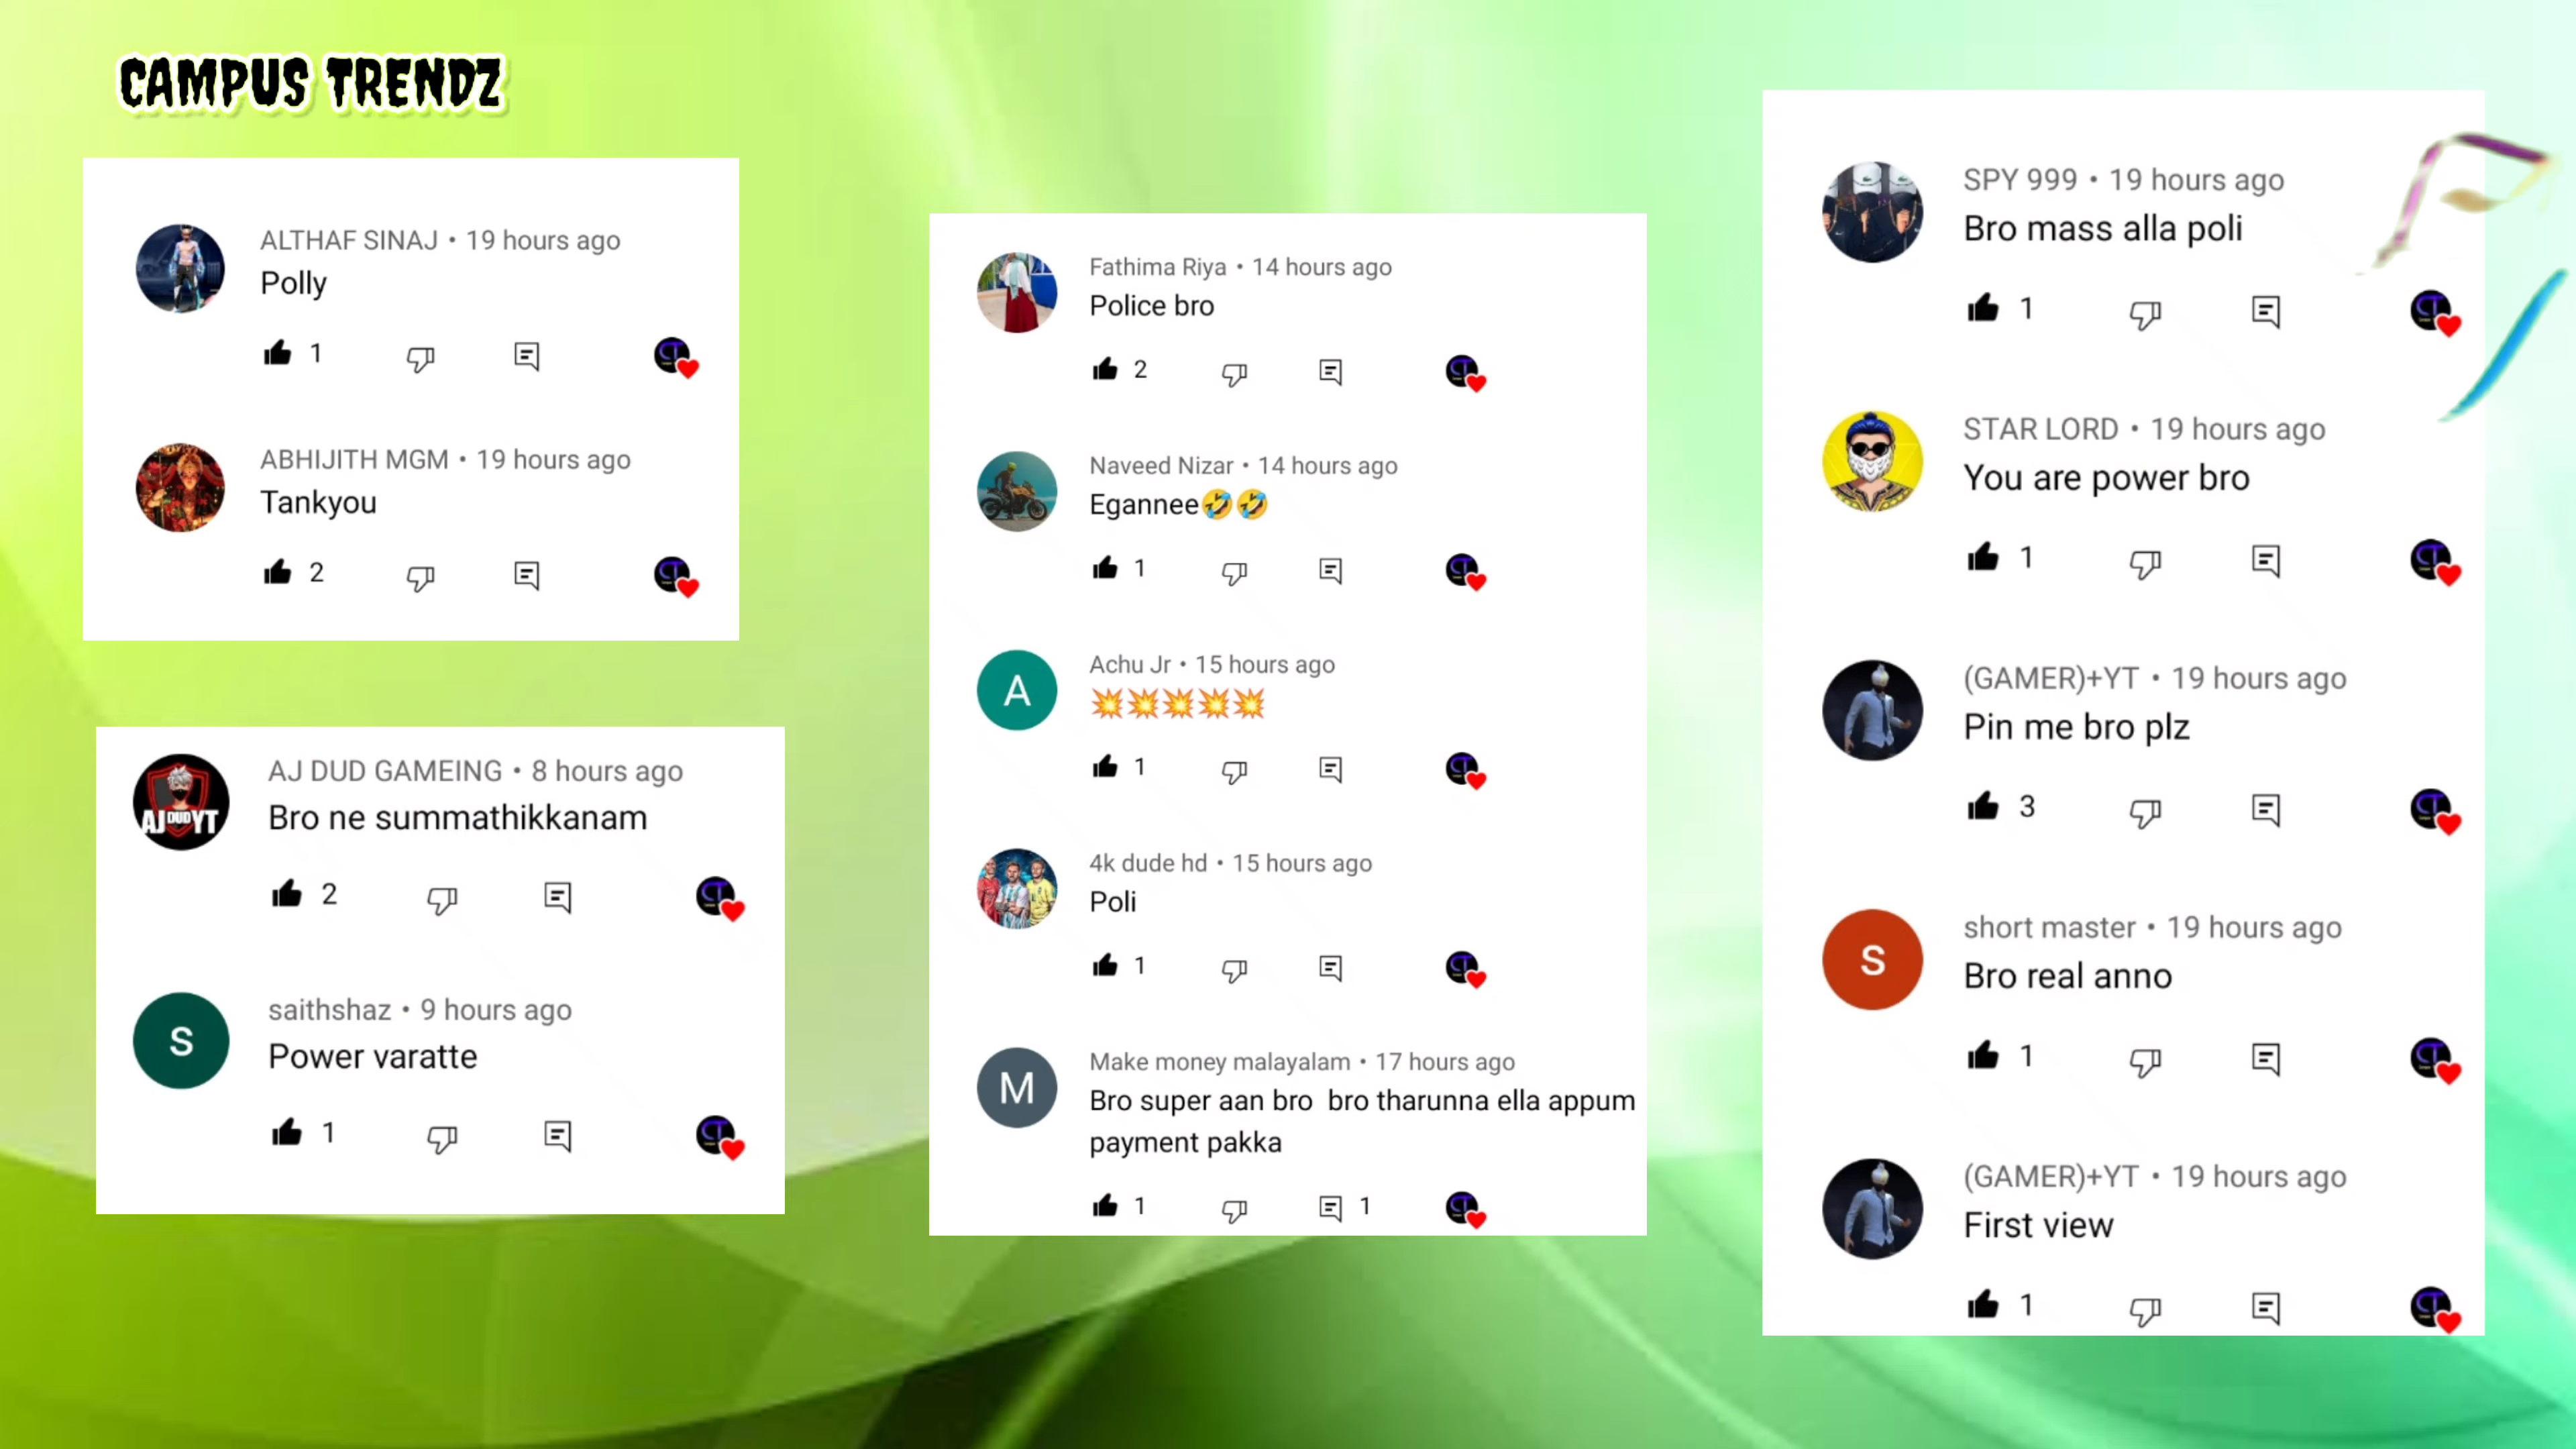 CAMPUS TRENDZ
ALTHAF SINAJ • 19 hours ago
Polly
1
ABHIJITH MGM • 19 hours ago
Tankyou
2
AJ DUD GAMEING • 8 hours ago
AJ DUD YT
Bro ne summathikkanam
2
S
saithshaz • 9 hours ago
Power varatte
1
Fathima Riya • 14 hours ago
Police bro
2
Naveed Nizar • 14 hours ago
Egannee🤣🤣
1
A
Achu Jr • 15 hours ago
💥💥💥💥💥
1
4k dude hd • 15 hours ago
Poli
1
M
Make money malayalam • 17 hours ago
Bro super aan bro bro tharunna ella appum
payment pakka
1 1
SPY 999 • 19 hours ago
Bro mass alla poli
1
STAR LORD • 19 hours ago
You are power bro
1
(GAMER)+YT • 19 hours ago
Pin me bro plz
3
S
short master • 19 hours ago
Bro real anno
1
(GAMER)+YT • 19 hours ago
First view
1